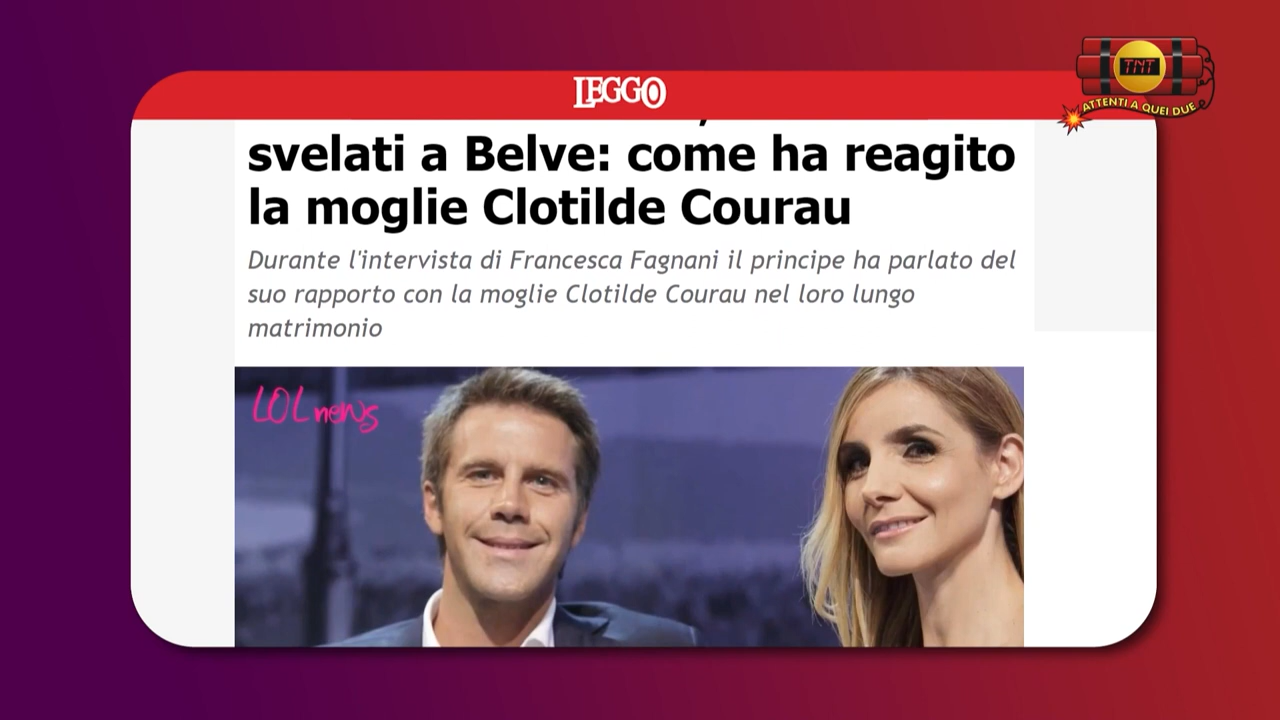 LEGGO
TNT
ATTENTI A QUEI DUE
svelati a Belve: come ha reagito
la moglie Clotilde Courau
Durante l'intervista di Francesca Fagnani il principe ha parlato del
suo rapporto con la moglie Clotilde Courau nel loro lungo
matrimonio
LOL news